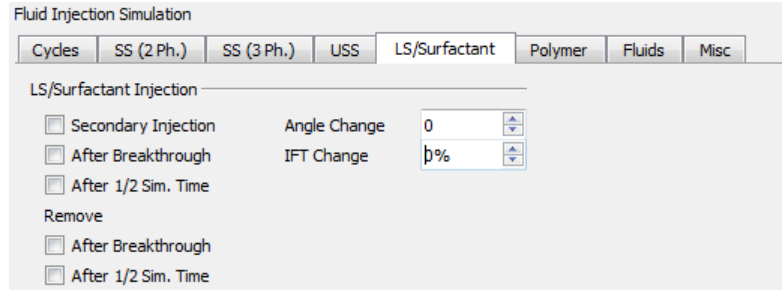 Fluid Injection Simulation
Cycles SS (2 Ph.) SS (3 Ph.) USS LS/Surfactant Polymer Fluids Misc
LS/Surfactant Injection
Secondary Injection Angle Change 0
After Breakthrough IFT Change 0%
After 1/2 Sim. Time
Remove
After Breakthrough
After 1/2 Sim. Time